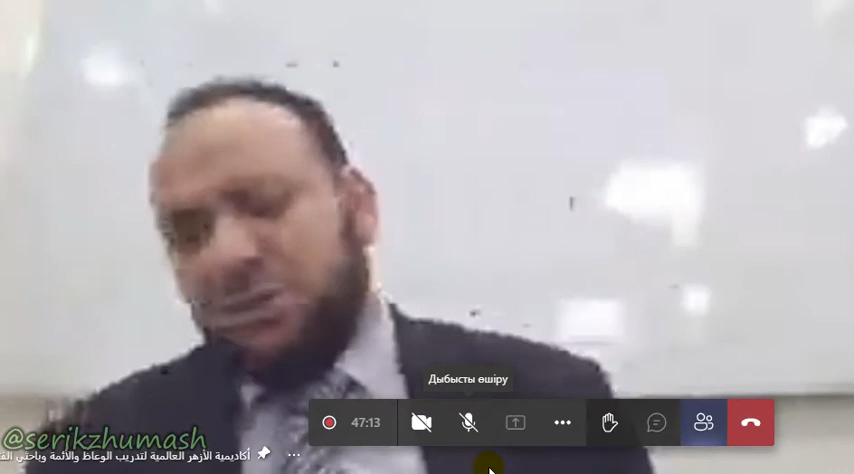 Дыбысты өшіру
47:13
@serikzhumash
أكاديمية الأزهر العالمية لتدريب الوعاظ والأئمة وباحثي